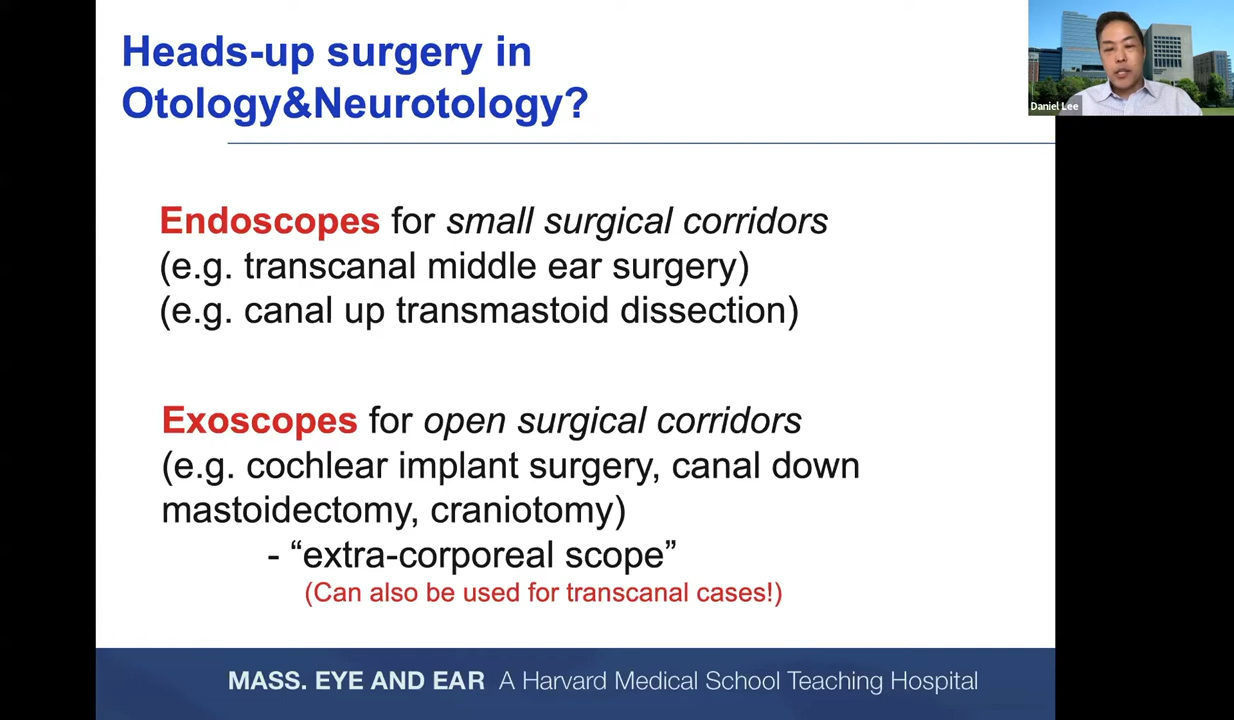 Heads-up surgery in
Otology&Neurotology?
Daniel Lee
Endoscopes for small surgical corridors
(e.g. transcanal middle ear surgery)
(e.g. canal up transmastoid dissection)
Exoscopes for open surgical corridors
(e.g. cochlear implant surgery, canal down
mastoidectomy, craniotomy)
- “extra-corporeal scope”
(Can also be used for transcanal cases!)
MASS. EYE AND EAR A Harvard Medical School Teaching Hospital